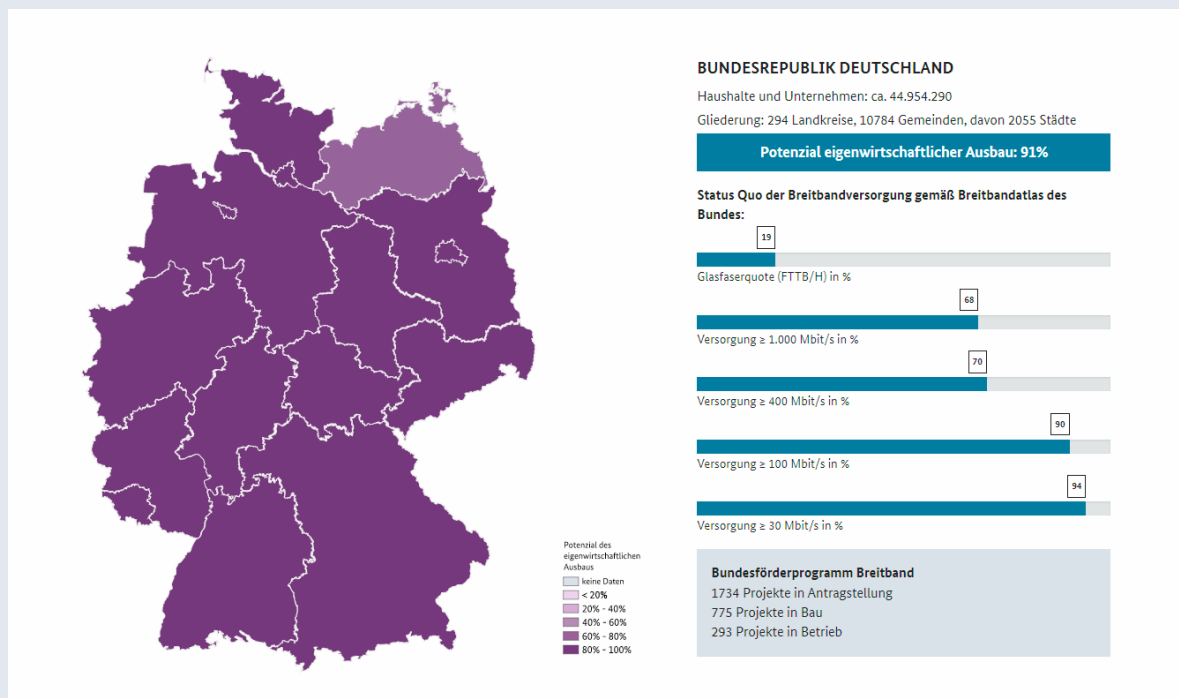 BUNDESREPUBLIK DEUTSCHLAND
Haushalte und Unternehmen: ca. 44.954.290
Gliederung: 294 Landkreise, 10784 Gemeinden, davon 2055 Städte
Potenzial eigenwirtschaftlicher Ausbau: 91%
Status Quo der Breitbandversorgung gemäß Breitbandatlas des
Bundes:
19
Glasfaserquote (FTTB/H) in %
68
Versorgung ≥ 1.000 Mbit/s in %
70
Versorgung ≥ 400 Mbit/s in %
90
Versorgung ≥ 100 Mbit/s in %
94
Versorgung ≥ 30 Mbit/s in %
Potenzial des
eigenwirtschaftlichen
Ausbaus
keine Daten
< 20%
20% - 40%
40% - 60%
60% - 80%
80% - 100%
Bundesförderprogramm Breitband
1734 Projekte in Antragstellung
775 Projekte in Bau
293 Projekte in Betrieb